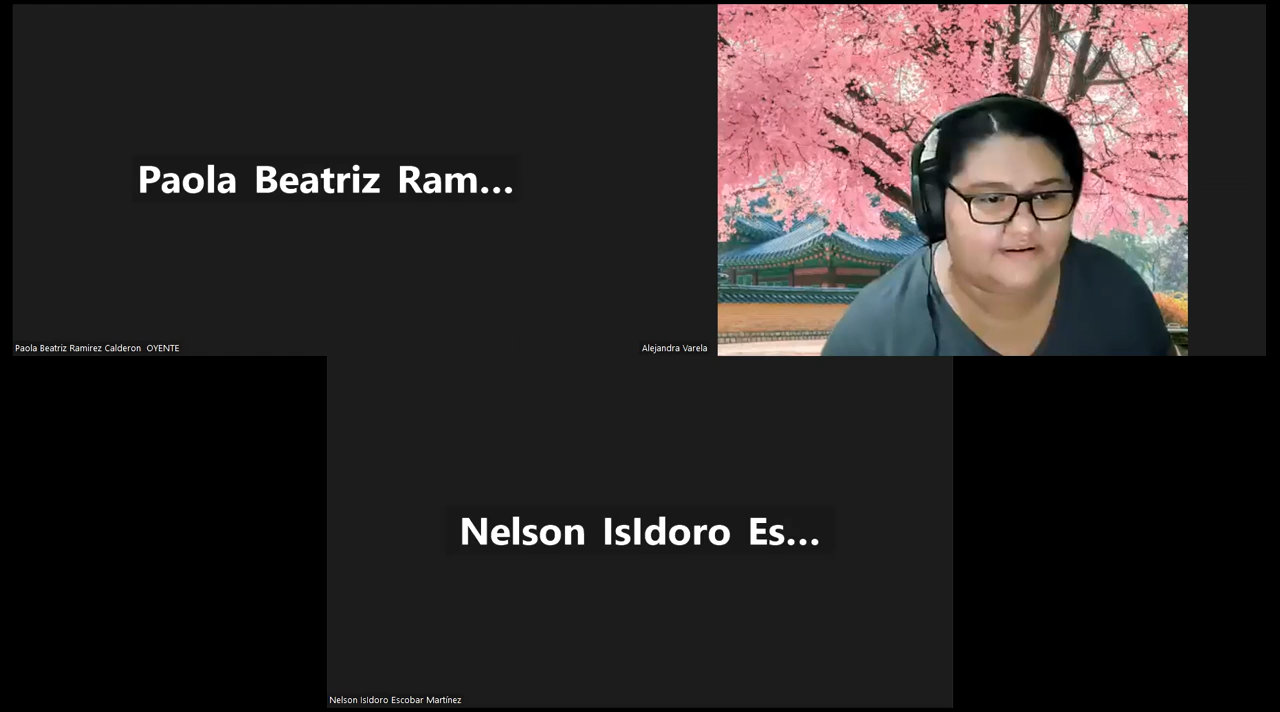 Paola Beatriz Ram...
Paola Beatriz Ramirez Calderon OYENTE
Alejandra Varela
Nelson IsIdoro Es...
Nelson IsIdoro Escobar Martínez